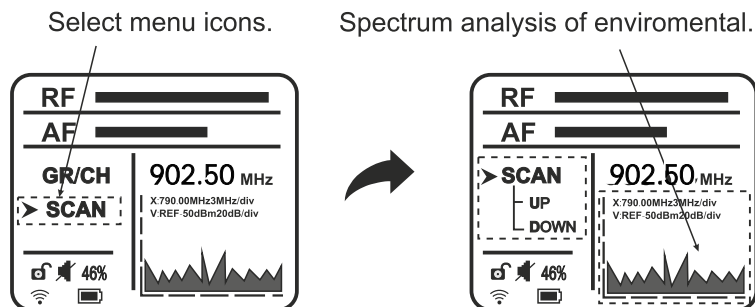 Select menu icons.
Spectrum analysis of enviromental.
RF
AF
GR/CH
SCAN
902.50 MHz
X:790.00MHz3MHz/div
V:REF-50dBm20dB/div
46%
RF
AF
SCAN
UP
DOWN
902.50 MHz
X:790.00MHz3MHz/div
V:REF-50dBm20dB/div
46%